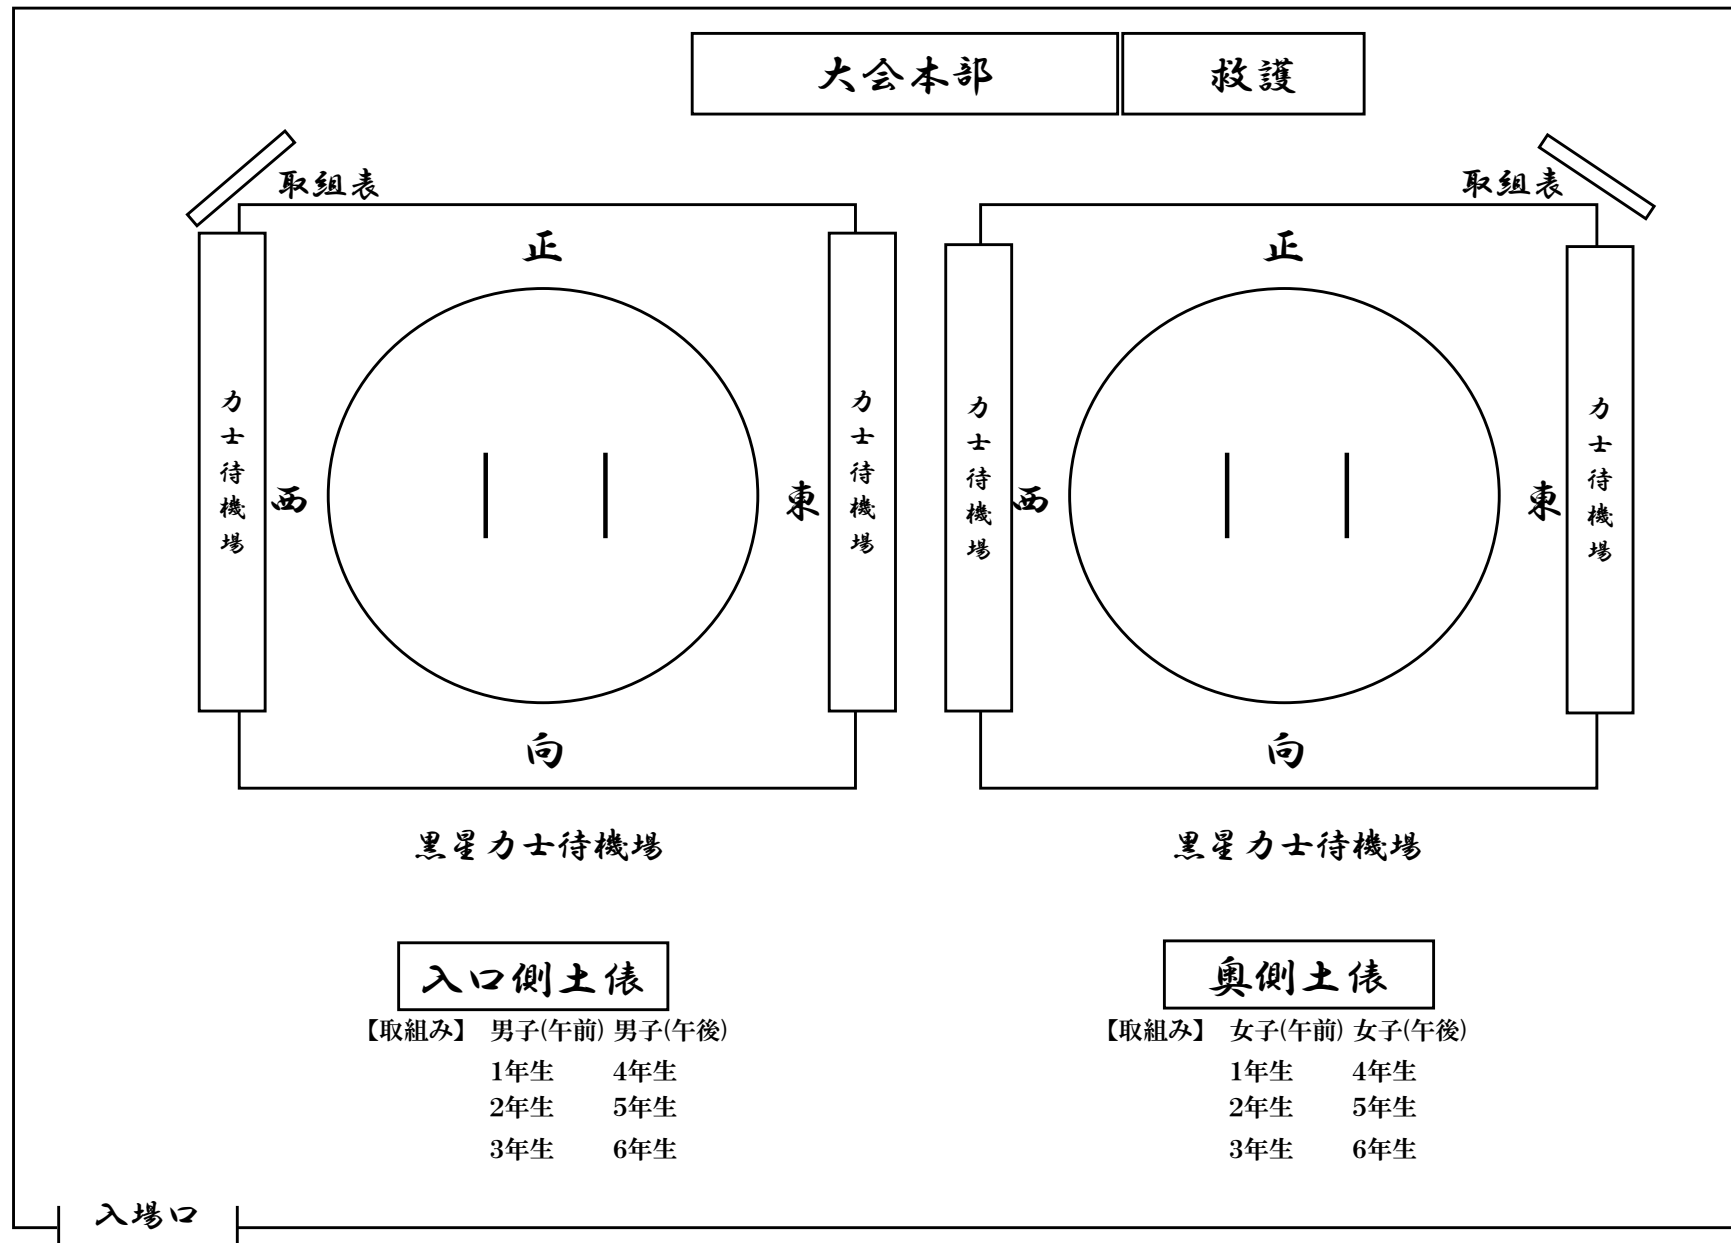 大会本部
救護
取組表
取組表
正
正
力士待機場
西
東
力士待機場
力士待機場
西
東
力士待機場
向
向
黒星力士待機場
黒星力士待機場
入口側土俵
奥側土俵
【取組み】 男子(午前) 男子(午後)
1年生 4年生
2年生 5年生
3年生 6年生
【取組み】 女子(午前) 女子(午後)
1年生 4年生
2年生 5年生
3年生 6年生
入場口